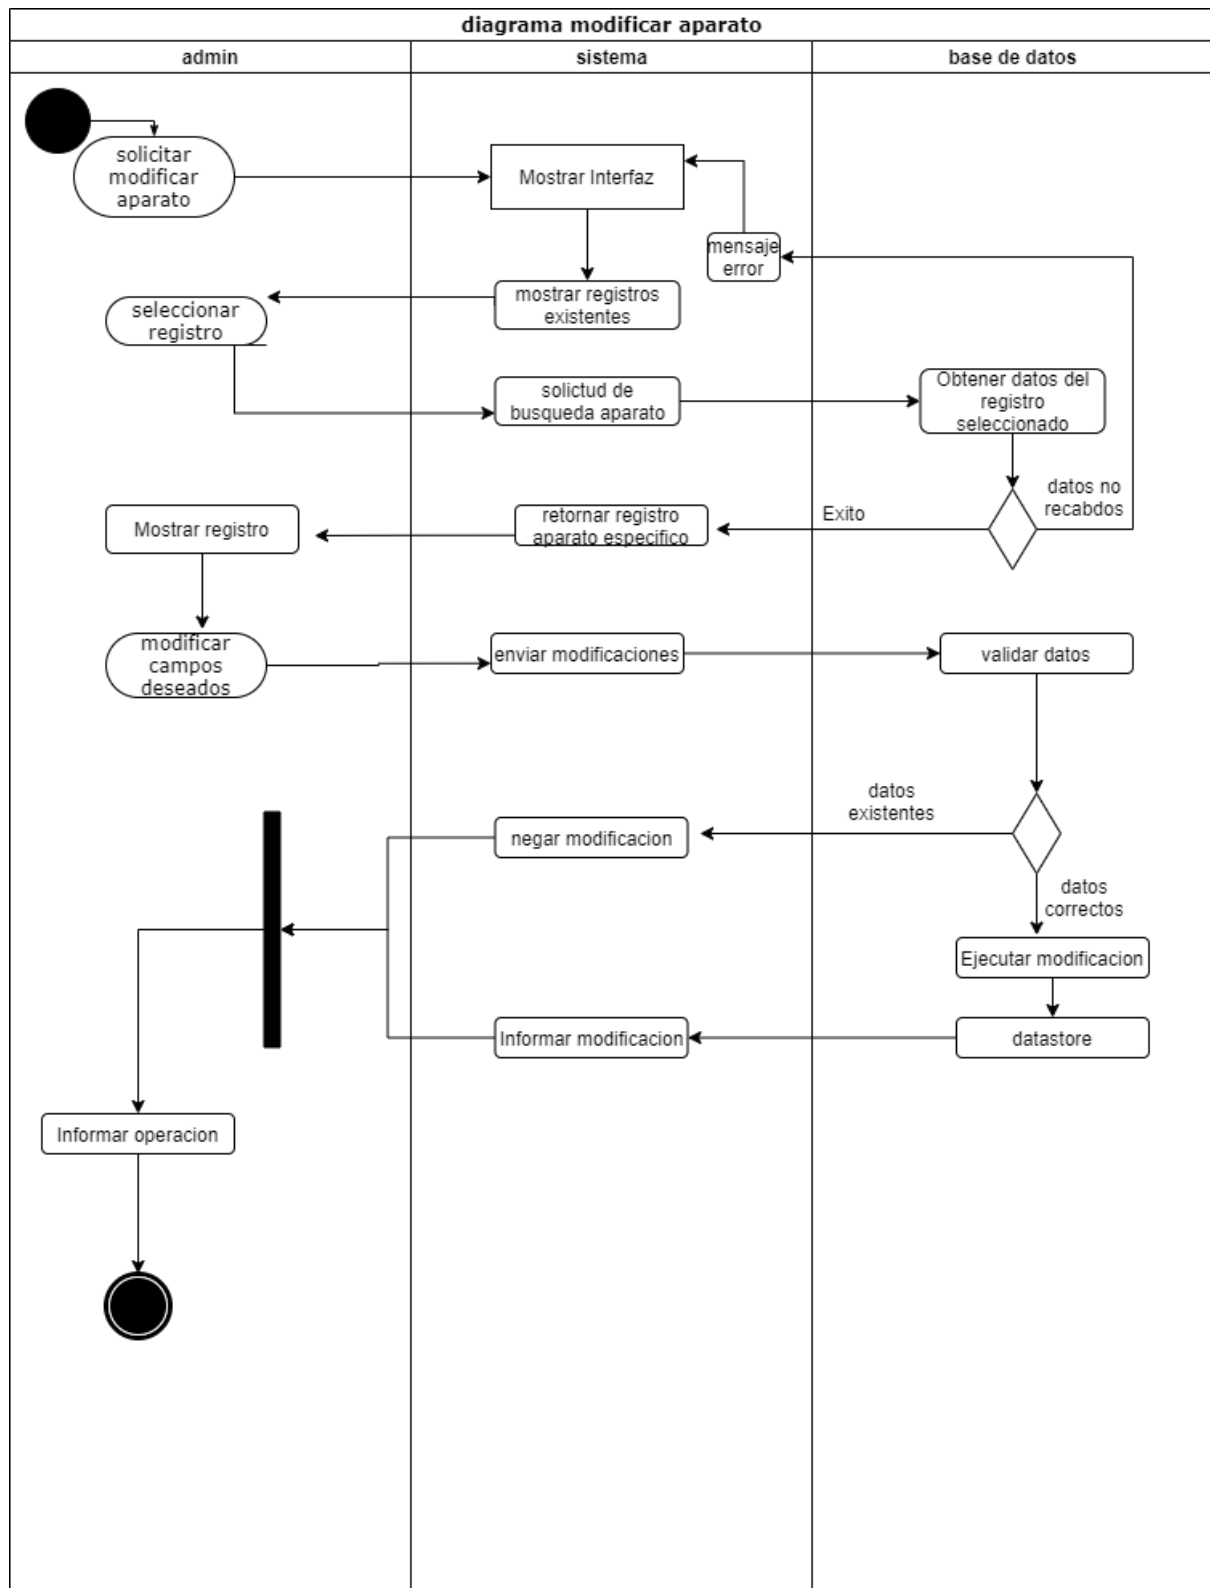 diagrama modificar aparato
admin
sistema
base de datos
solicitar
modificar
aparato
Mostrar Interfaz
mensaje
error
mostrar registros
existentes
seleccionar
registro
solictud de
busqueda aparato
Obtener datos del
registro
seleccionado
datos no
recabdos
Exito
retornar registro
aparato especifico
Mostrar registro
modificar
campos
deseados
enviar modificaciones
validar datos
datos
existentes
negar modificacion
datos
correctos
Ejecutar modificacion
Informar modificacion
datastore
Informar operacion